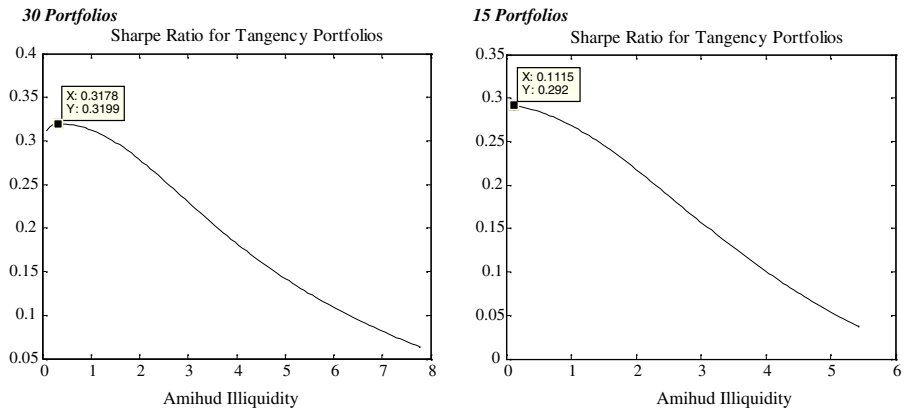 30 Portfolios
Sharpe Ratio for Tangency Portfolios
0.4
0.35
0.3
0.25
0.2
0.15
0.1
0.05
X: 0.3178
Y: 0.3199
0 1 2 3 4 5 6 7 8
Amihud Illiquidity
15 Portfolios
Sharpe Ratio for Tangency Portfolios
0.35
0.3
0.25
0.2
0.15
0.1
0.05
0
X: 0.1115
Y: 0.292
0 1 2 3 4 5 6
Amihud Illiquidity